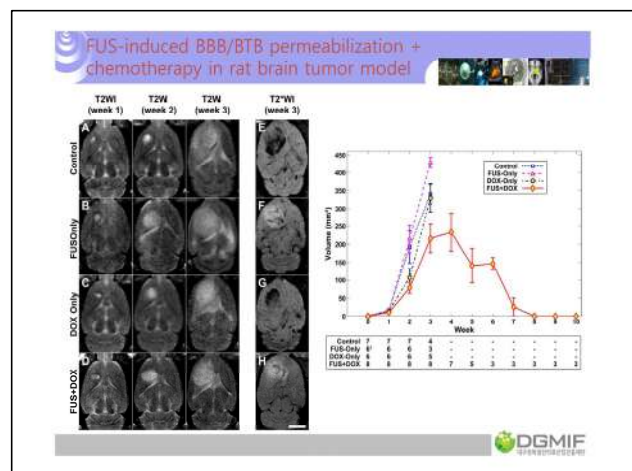 FUS-induced BBB/BTB permeabilization +
chemotherapy in rat brain tumor model
T2WI
(week 1)
T2WI
(week 2)
T2WI
(week 3)
T2*WI
(week 3)
A
E
Control
B
F
FUSOnly
C
G
DOX Only
D
H
FUS+DOX
Control
FUS-Only
DOX-Only
FUS+DOX
Volume (mm³)
450
400
350
300
250
200
150
100
50
0
0 1 2 3 4 5 6 7 8 9 10
Week
Control 7 7 7 4 - - - - - - -
FUS-Only 6 6 6 3 - - - - - - -
DOX-Only 6 6 6 5 - - - - - - -
FUS+DOX 8 8 8 8 7 5 3 3 3 3
DGMIF